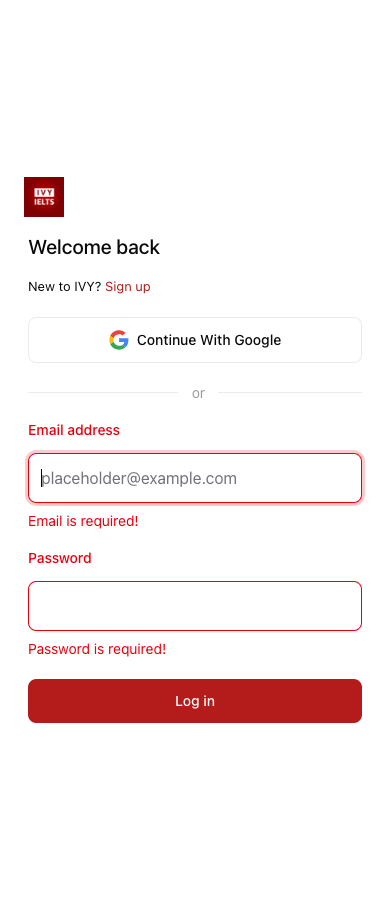 IVY
IELTS
Welcome back
New to IVY? Sign up
Continue With Google
or
Email address
placeholder@example.com
Email is required!
Password
Password is required!
Log in